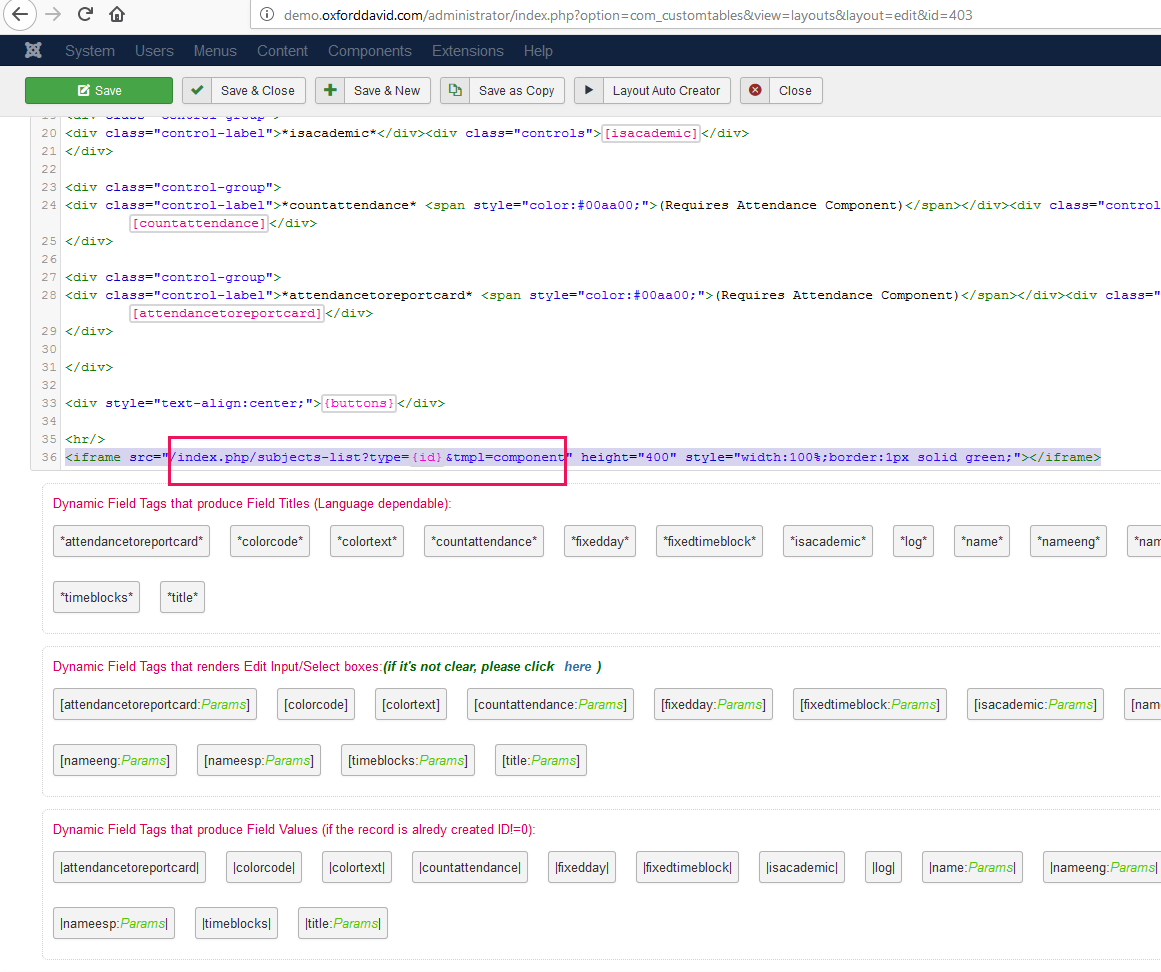 demo.oxforddavid.com/administrator/index.php?option=com_customtables&view=layouts&layout=edit&id=403
System Users Menus Content Components Extensions Help
Save Save & Close Save & New Save as Copy Layout Auto Creator Close
19 <div class="control-group">
20 <div class="control-label">*isacademic*</div><div class="controls">[isacademic]</div>
21 </div>
22
23 <div class="control-group">
24 <div class="control-label">*countattendance* <span style="color:#00aa00;">(Requires Attendance Component)</span></div><div class="control
[countattendance]</div>
25 </div>
26
27 <div class="control-group">
28 <div class="control-label">*attendancetoreportcard* <span style="color:#00aa00;">(Requires Attendance Component)</span></div><div class="
[attendancetoreportcard]</div>
29 </div>
30
31 </div>
32
33 <div style="text-align:center;">{buttons}</div>
34
35 <hr/>
36 <iframe src="/index.php/subjects-list?type={id}&tmpl=component" height="400" style="width:100%;border:1px solid green;"></iframe>
Dynamic Field Tags that produce Field Titles (Language dependable):
*attendancetoreportcard* *colorcode* *colortext* *countattendance* *fixedday* *fixedtimeblock* *isacademic* *log* *name* *nameeng* *nam
*timeblocks* *title*
Dynamic Field Tags that renders Edit Input/Select boxes:(if it's not clear, please click here )
[attendancetoreportcard:Params] [colorcode] [colortext] [countattendance:Params] [fixedday:Params] [fixedtimeblock:Params] [isacademic:Params] [nam
[nameeng:Params] [nameesp:Params] [timeblocks:Params] [title:Params]
Dynamic Field Tags that produce Field Values (if the record is alredy created ID!=0):
|attendancetoreportcard| |colorcode| |colortext| |countattendance| |fixedday| |fixedtimeblock| |isacademic| |log| |name:Params| |nameeng:Params|
|nameesp:Params| |timeblocks| |title:Params|